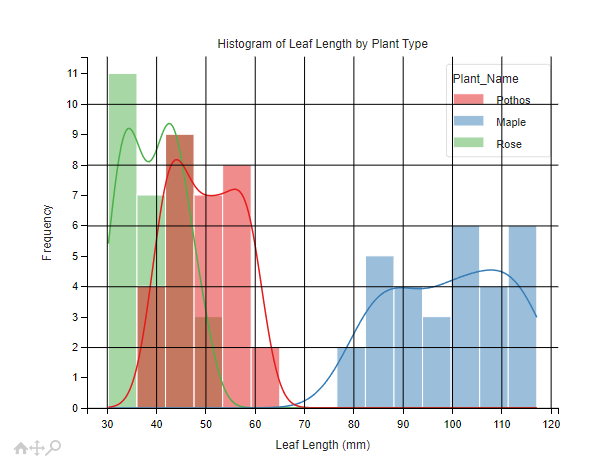 Histogram of Leaf Length by Plant Type
Plant_Name
Pothos
Maple
Rose
Frequency
11
10
9
8
7
6
5
4
3
2
1
0
30 40 50 60 70 80 90 100 110 120
Leaf Length (mm)